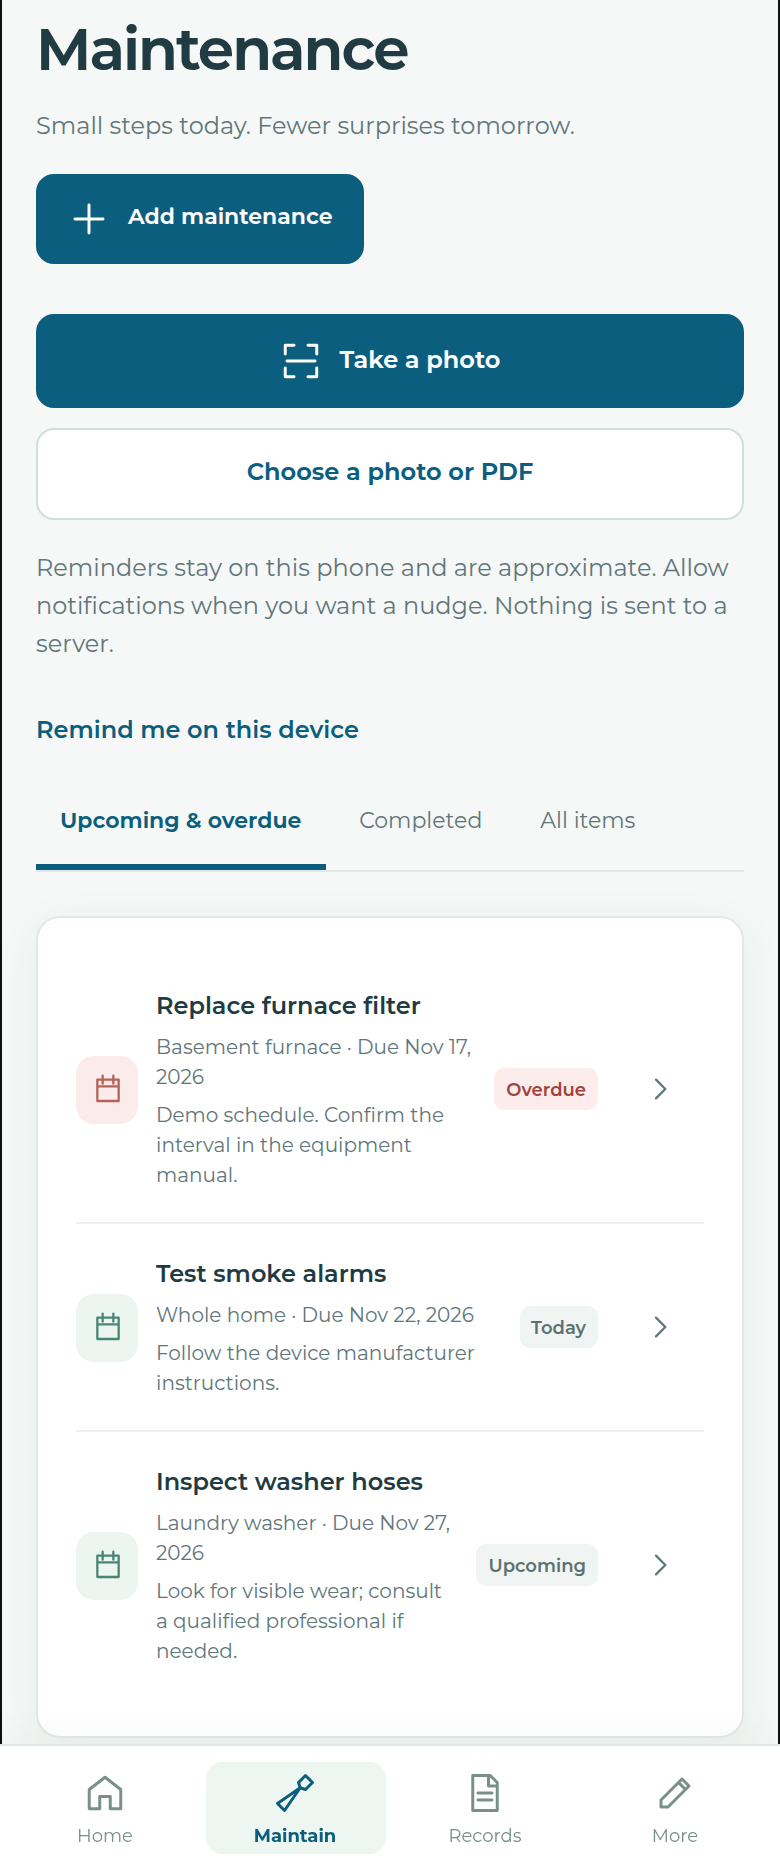 Maintenance
Small steps today. Fewer surprises tomorrow.
Add maintenance
Take a photo
Choose a photo or PDF
Reminders stay on this phone and are approximate. Allow
notifications when you want a nudge. Nothing is sent to a
server.
Remind me on this device
Upcoming & overdue Completed All items
Replace furnace filter
Basement furnace · Due Nov 17,
2026
Demo schedule. Confirm the
interval in the equipment
manual.
Overdue
Test smoke alarms
Whole home · Due Nov 22, 2026
Follow the device manufacturer
instructions.
Today
Inspect washer hoses
Laundry washer · Due Nov 27,
2026
Look for visible wear; consult
a qualified professional if
needed.
Upcoming
Home Maintain Records More